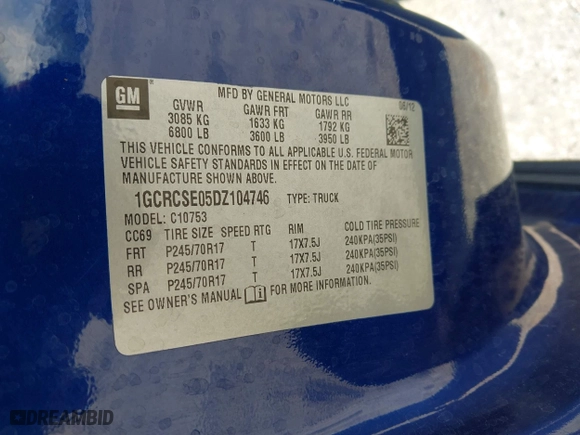 GM
MFD BY GENERAL MOTORS LLC 08/12
GVWR GAWR FRT GAWR RR
3085 KG 1633 KG 1792 KG
6800 LB 3600 LB 3950 LB
THIS VEHICLE CONFORMS TO ALL APPLICABLE U.S. FEDERAL MOTOR
VEHICLE SAFETY STANDARDS IN EFFECT ON THE DATE OF
MANUFACTURE SHOWN ABOVE.
1GCRCSE05DZ104746 TYPE: TRUCK
MODEL: C10753
CC69 TIRE SIZE SPEED RTG RIM COLD TIRE PRESSURE
FRT P245/70R17 T 17X7.5J 240KPA(35PSI)
RR P245/70R17 T 17X7.5J 240KPA(35PSI)
SPA P245/70R17 T 17X7.5J 240KPA(35PSI)
SEE OWNER'S MANUAL FOR MORE INFORMATION.
DREAMBID